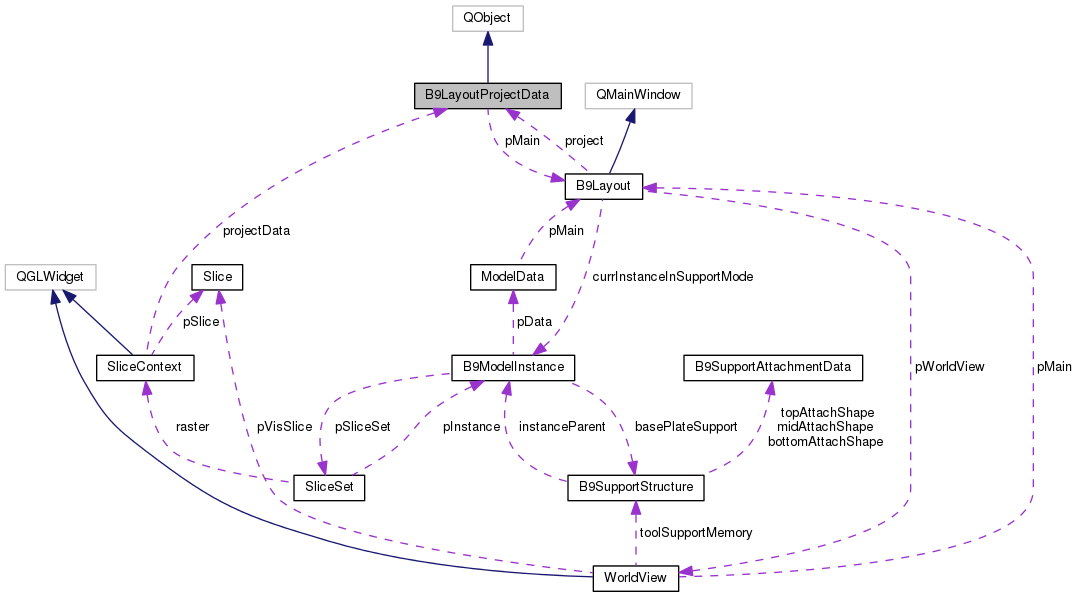 QObject
B9LayoutProjectData
QMainWindow
pMain
project
B9Layout
projectData
pMain
QGLWidget
Slice
ModelData
currInstanceInSupportMode
pSlice
pData
SliceContext
B9ModelInstance
B9SupportAttachmentData
pWorldView
pMain
raster
pVisSlice
pSliceSet
pInstance
instanceParent
basePlateSupport
topAttachShape
midAttachShape
bottomAttachShape
SliceSet
B9SupportStructure
toolSupportMemory
WorldView